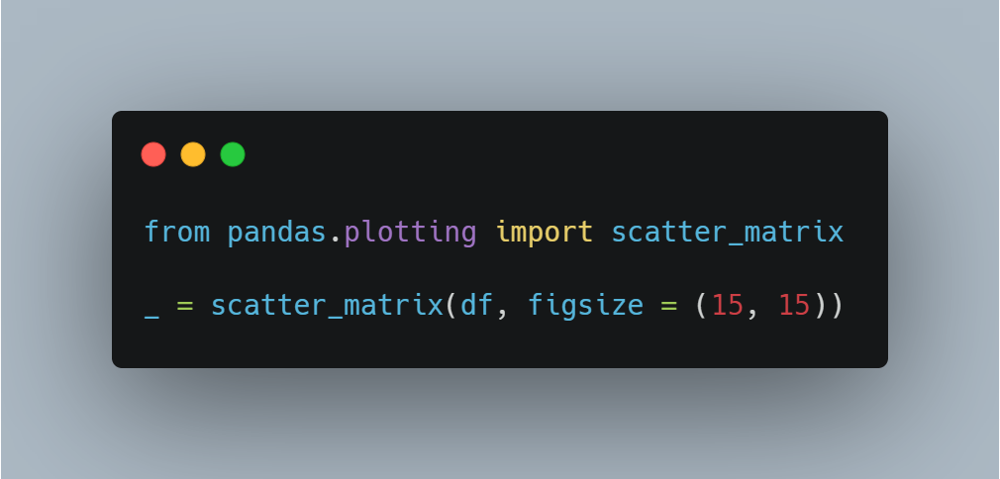 from pandas.plotting import scatter_matrix
_ = scatter_matrix(df, figsize = (15, 15))